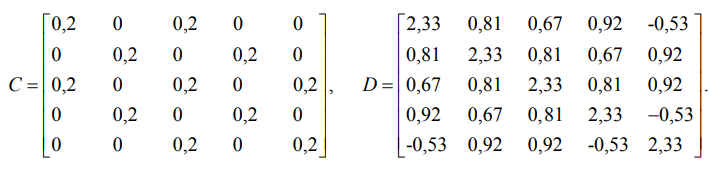 0,2 0 0,2 0 0 2,33 0,81 0,67 0,92 -0,53
0 0,2 0 0,2 0 0,81 2,33 0,81 0,67 0,92
C = 0,2 0 0,2 0 0,2 , D = 0,67 0,81 2,33 0,81 0,92 .
0 0,2 0 0,2 0 0,92 0,67 0,81 2,33 −0,53
0 0 0,2 0 0,2 -0,53 0,92 0,92 -0,53 2,33